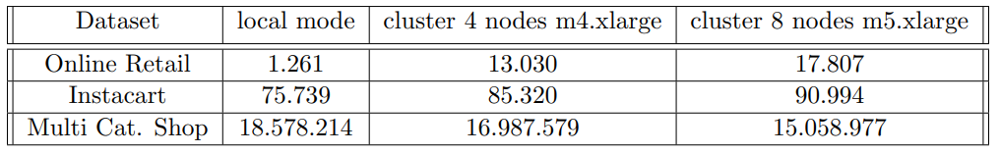 Dataset local mode cluster 4 nodes m4.xlarge cluster 8 nodes m5.xlarge
Online Retail 1.261 13.030 17.807
Instacart 75.739 85.320 90.994
Multi Cat. Shop 18.578.214 16.987.579 15.058.977